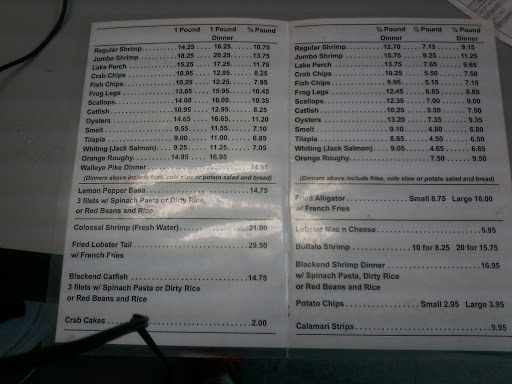 1 Pound 1 Pound ¾ Pound
Dinner
Regular Shrimp 14.25 16.25 10.70
Jumbo Shrimp 18.25 20.25 13.75
Lake Perch 15.25 17.25 11.75
Crab Chips 10.95 12.95 8.25
Fish Chips 10.25 12.25 7.95
Frog Legs 13.65 15.95 10.45
Scallops 14.00 16.00 10.35
Catfish 10.95 12.95 8.25
Oysters 14.65 16.65 11.20
Smelt 9.55 11.55 7.10
Tilapia 9.00 11.00 6.85
Whiting (Jack Salmon) 9.25 11.25 7.05
Orange Roughy 14.95 16.95
Walleye Pike Dinner 14.95
(Dinners above include fries, cole slaw or potato salad and bread)
Lemon Pepper Basa 14.75
3 filets w/ Spinach Pasta or Dirty Rice,
or Red Beans and Rice
Colossal Shrimp (Fresh Water) 21.00
Fried Lobster Tail 29.50
w/ French Fries
Blackend Catfish 14.75
3 filets w/ Spinach Pasta or Dirty Rice
or Red Beans and Rice
Crab Cakes 2.00
¾ Pound ½ Pound ½ Pound
Dinner Dinner
Regular Shrimp 12.70 7.15 9.15
Jumbo Shrimp 15.75 9.25 11.25
Lake Perch 13.75 7.65 9.65
Crab Chips 10.25 5.50 7.50
Fish Chips 9.95 5.15 7.15
Frog Legs 12.45 6.85 8.85
Scallops 12.35 7.00 9.00
Catfish 10.25 5.50 7.50
Oysters 13.20 7.35 9.35
Smelt 9.10 4.80 6.80
Tilapia 8.85 4.50 6.50
Whiting (Jack Salmon) 9.05 4.65 6.65
Orange Roughy 7.50 9.50
(Dinners above include fries, cole slaw or potato salad and bread)
Fried Alligator Small 8.75 Large 16.00
w/ French Fries
Lobster Mac n Cheese 5.95
Buffalo Shrimp 10 for 8.25 20 for 15.75
Blackend Shrimp Dinner 16.95
w/ Spinach Pasta, Dirty Rice
or Red Beans and Rice
Potato Chips Small 2.95 Large 3.95
Calamari Strips 9.95